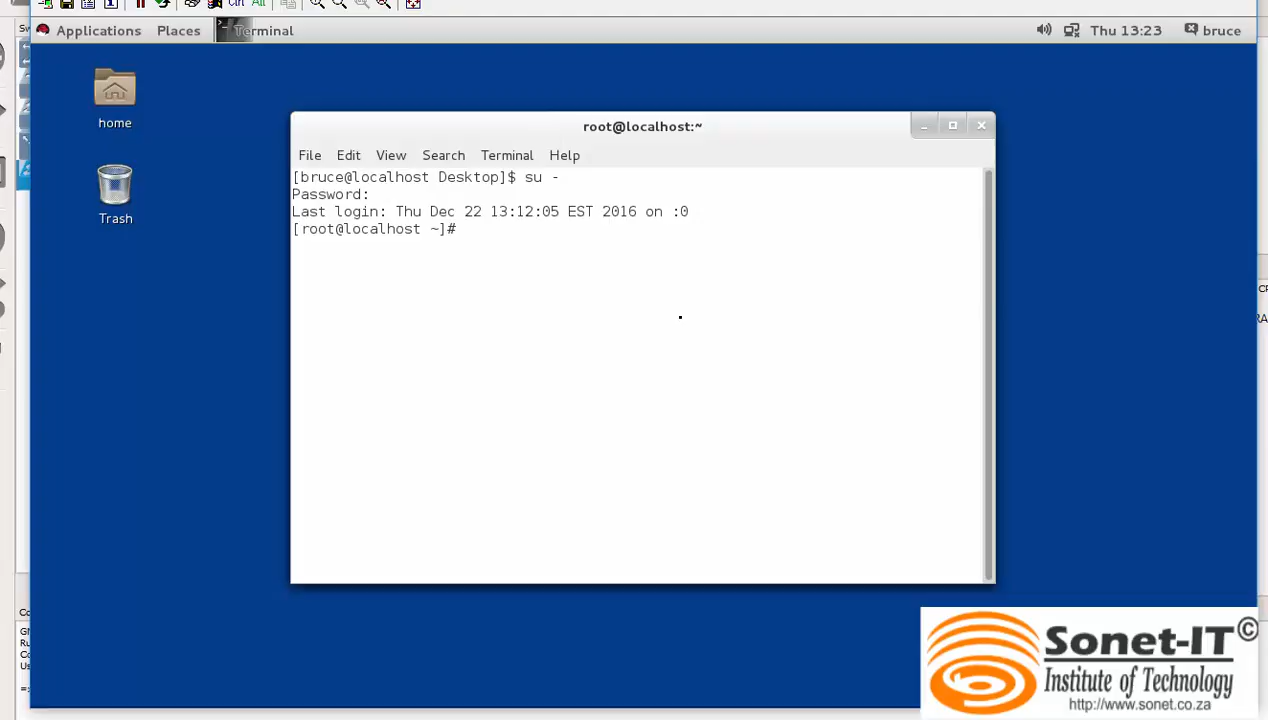 Ctrl Alt
Applications Places Terminal
Thu 13:23 bruce
home
Trash
root@localhost:~
File Edit View Search Terminal Help
[bruce@localhost Desktop]$ su -
Password:
Last login: Thu Dec 22 13:12:05 EST 2016 on :0
[root@localhost ~]#
Sonet-IT©
Institute of Technology
http://www.sonet.co.za